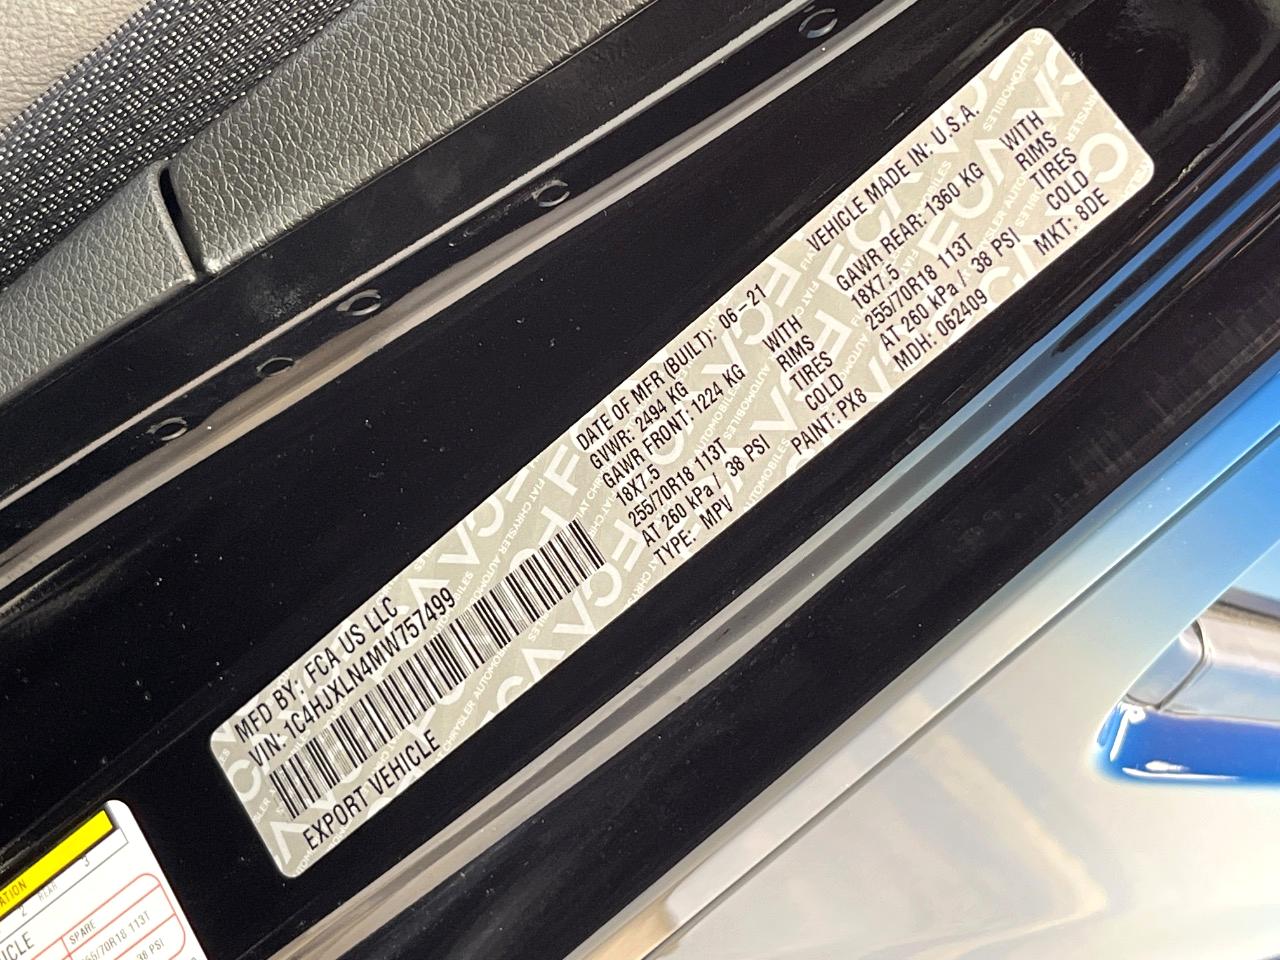 MFD BY: FCA US LLC
DATE OF MFR (BUILT): 06-21
VEHICLE MADE IN: U.S.A.
VIN: 1C4HJXLN4MW757499
GVWR: 2494 KG
GAWR FRONT: 1224 KG WITH
GAWR REAR: 1360 KG WITH
18X7.5 RIMS
18X7.5 RIMS
255/70R18 113T TIRES
255/70R18 113T TIRES
AT 260 kPa / 38 PSI COLD
AT 260 kPa / 38 PSI COLD
EXPORT VEHICLE
TYPE: MPV
PAINT: PX8
MDH: 062409
MKT: 8DE
2 REAR 3
SPARE
113T
38 PSI